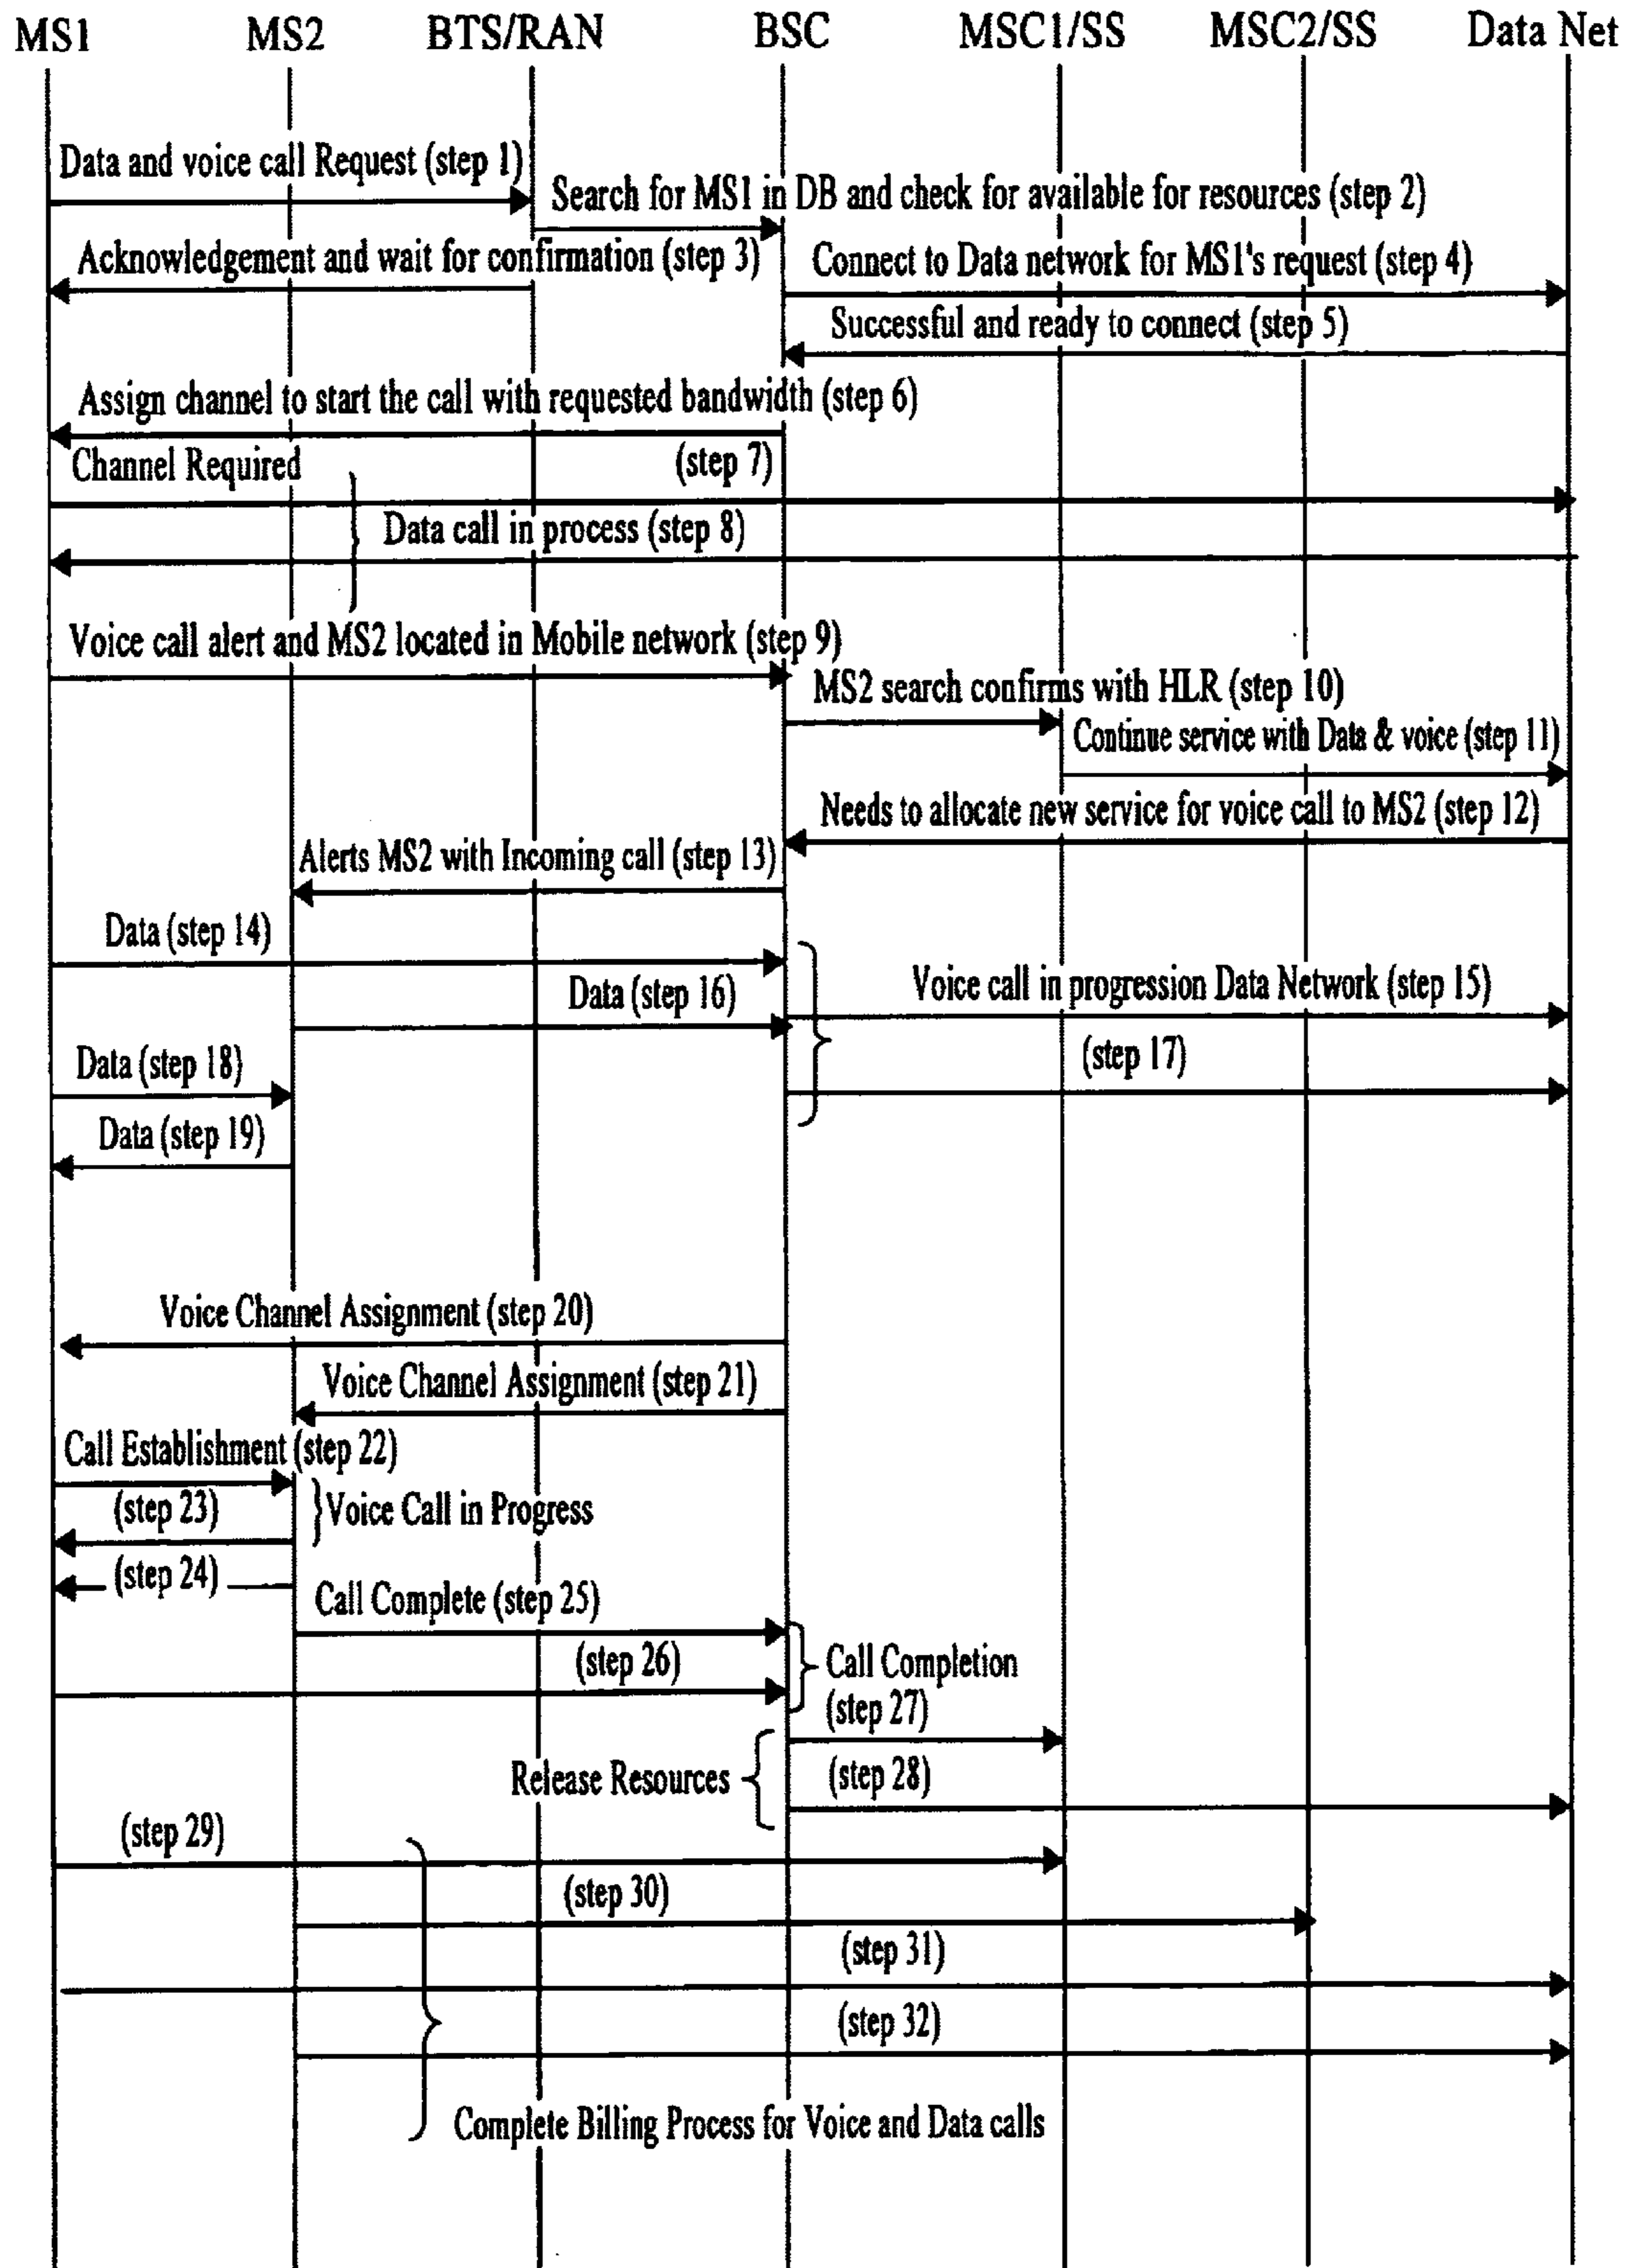 MS1 MS2 BTS/RAN BSC MSC1/SS MSC2/SS Data Net
Data and voice call Request (step 1)
Search for MS1 in DB and check for available for resources (step 2)
Acknowledgement and wait for confirmation (step 3)
Connect to Data network for MS1's request (step 4)
Successful and ready to connect (step 5)
Assign channel to start the call with requested bandwidth (step 6)
Channel Required (step 7)
Data call in process (step 8)
Voice call alert and MS2 located in Mobile network (step 9)
MS2 search confirms with HLR (step 10)
Continue service with Data & voice (step 11)
Needs to allocate new service for voice call to MS2 (step 12)
Alerts MS2 with Incoming call (step 13)
Data (step 14)
Voice call in progression Data Network (step 15)
Data (step 16)
(step 17)
Data (step 18)
Data (step 19)
Voice Channel Assignment (step 20)
Voice Channel Assignment (step 21)
Call Establishment (step 22)
(step 23)
Voice Call in Progress
(step 24)
Call Complete (step 25)
(step 26)
Call Completion
(step 27)
Release Resources
(step 28)
(step 29)
(step 30)
(step 31)
(step 32)
Complete Billing Process for Voice and Data calls